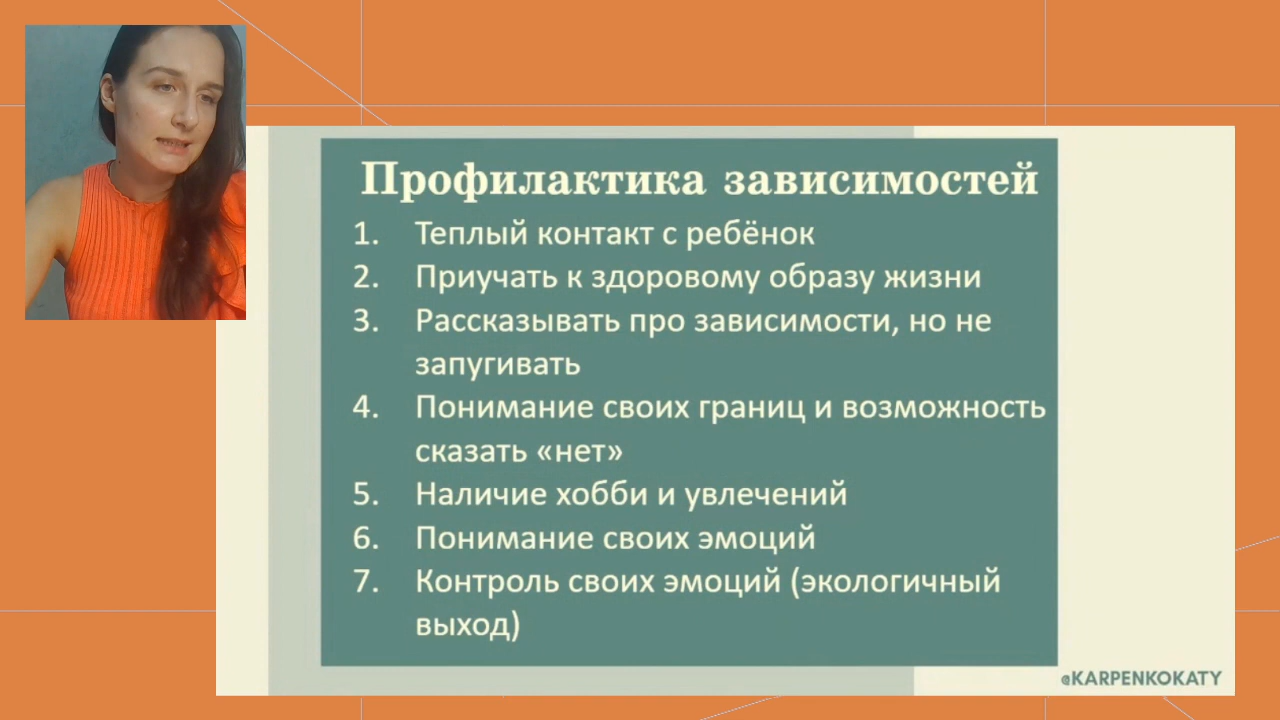 Профилактика зависимостей
1. Теплый контакт с ребёнок
2. Приучать к здоровому образу жизни
3. Рассказывать про зависимости, но не
запугивать
4. Понимание своих границ и возможность
сказать «нет»
5. Наличие хобби и увлечений
6. Понимание своих эмоций
7. Контроль своих эмоций (экологичный
выход)
@KARPENKOKATY